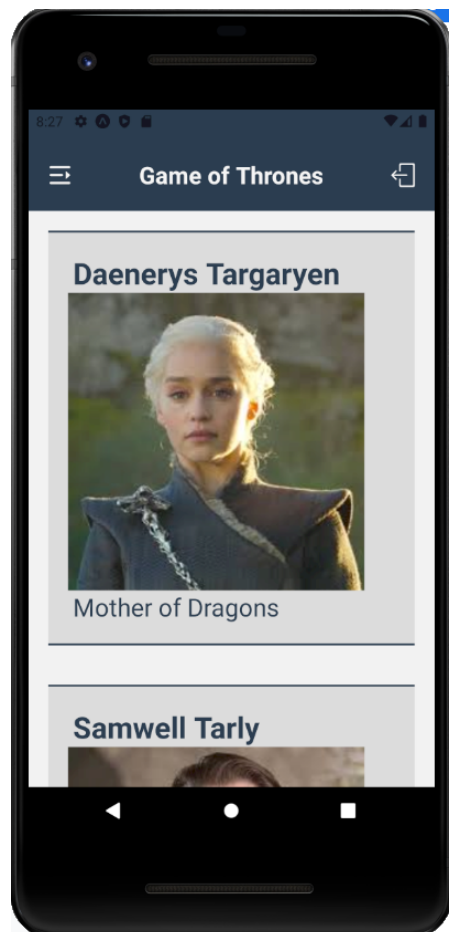 8:27
Game of Thrones
Daenerys Targaryen
Mother of Dragons
Samwell Tarly